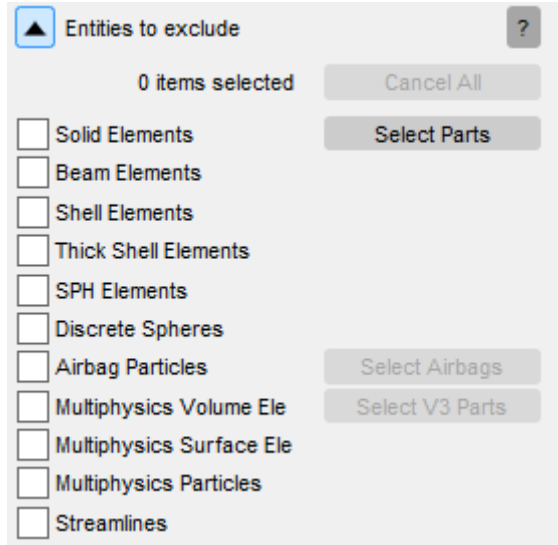 Entities to exclude ?
0 items selected Cancel All
Solid Elements Select Parts
Beam Elements
Shell Elements
Thick Shell Elements
SPH Elements
Discrete Spheres
Airbag Particles Select Airbags
Multiphysics Volume Ele Select V3 Parts
Multiphysics Surface Ele
Multiphysics Particles
Streamlines